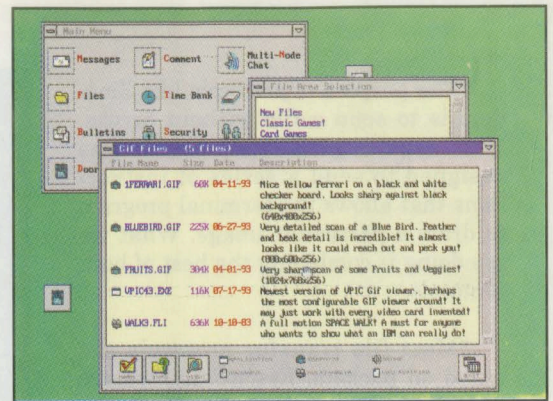 Main Menu
Messages
Comment
Multi-Node
Chat
Files
Time Bank
Bulletins
Security
Door
File Area Selection
New Files
Classic Games!
Card Games
Gif Files (5 files)
File Name Size Date Description
1FERRARI.GIF 60K 04-11-93 Nice Yellow Ferrari on a black and white
checker board. Looks sharp against black
background!
(640x400x256)
BLUEBIRD.GIF 225K 06-27-93 Very detailed scan of a Blue Bird. Feather
and beak detail is incredible! It almost
looks like it could reach out and peck you!
(800x600x256)
FRUITS.GIF 304K 04-01-93 Very sharp scan of some Fruits and Veggies!
(1024x768x256)
VPIC43.EXE 116K 07-17-93 Newest version of VPIC Gif viewer. Perhaps
the most configurable GIF viewer around! It
may just work with every video card invented!
WALK3.FLI 636K 10-10-03 A full motion SPACE WALK! A must for anyone
who wants to show what an IBM can really do!